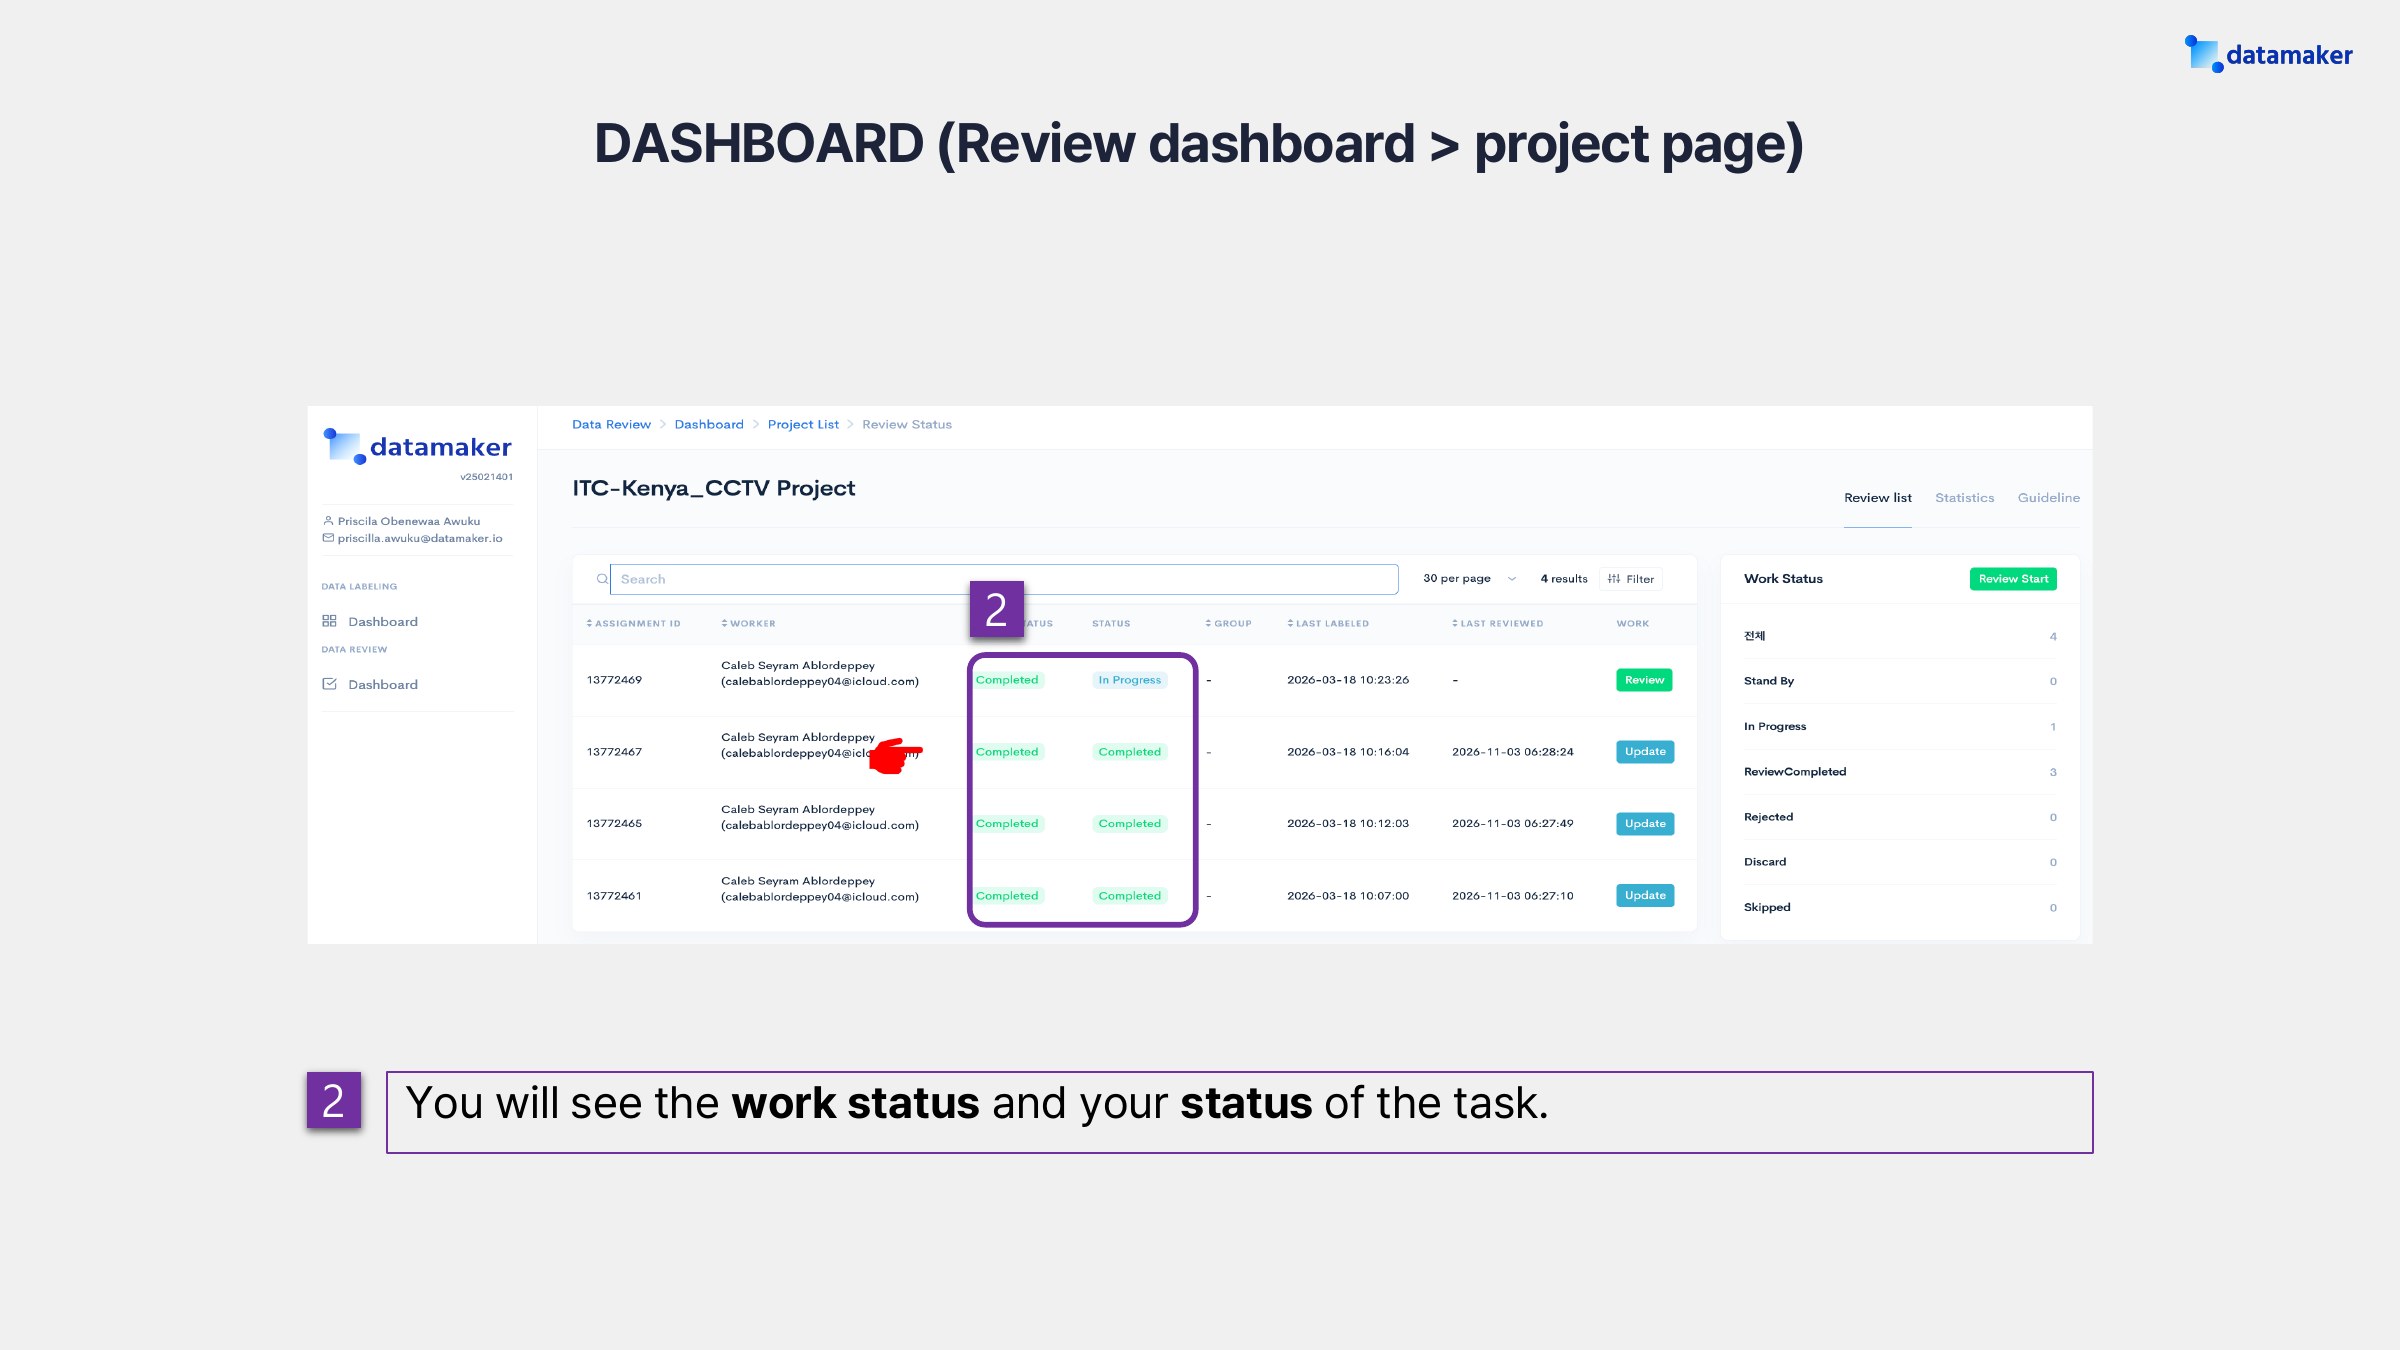 datamaker
DASHBOARD (Review dashboard > project page)
datamaker
v25021401
Priscila Obenewaa Awuku
priscilla.awuku@datamaker.io
DATA LABELING
Dashboard
DATA REVIEW
Dashboard
Data Review > Dashboard > Project List > Review Status
ITC-Kenya_CCTV Project
Review list Statistics Guideline
Search
30 per page 4 results Filter
2
ASSIGNMENT ID WORKER STATUS GROUP LAST LABELED LAST REVIEWED WORK
Caleb Seyram Ablordeppey
13772469 (calebablordeppey04@icloud.com) Completed In Progress - 2026-03-18 10:23:26 - Review
Caleb Seyram Ablordeppey
13772467 Completed Completed - 2026-03-18 10:16:04 2026-11-03 06:28:24 Update
Caleb Seyram Ablordeppey
13772465 (calebablordeppey04@icloud.com) Completed Completed - 2026-03-18 10:12:03 2026-11-03 06:27:49 Update
Caleb Seyram Ablordeppey
13772461 (calebablordeppey04@icloud.com) Completed Completed - 2026-03-18 10:07:00 2026-11-03 06:27:10 Update
Work Status Review Start
전체 4
Stand By 0
In Progress 1
ReviewCompleted 3
Rejected 0
Discard 0
Skipped 0
2 You will see the work status and your status of the task.